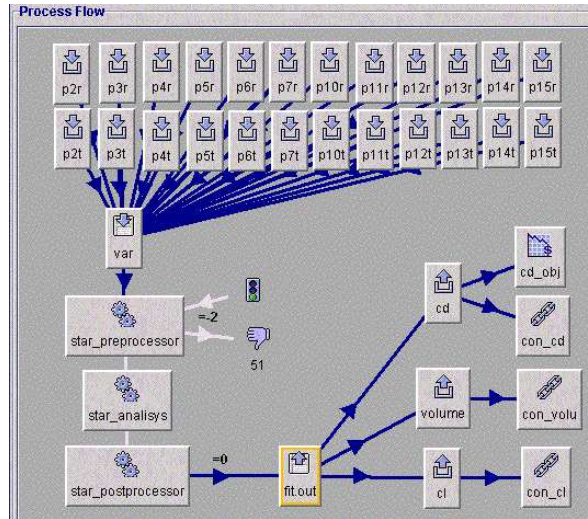 Process Flow
p2r p3r p4r p5r p6r p7r p10r p11r p12r p13r p14r p15r
p2t p3t p4t p5t p6t p7t p10t p11t p12t p13t p14t p15t
var
cd_obj
cd
=-2
star_preprocessor
con_cd
51
star_analisys
volume
con_volu
=0
star_postprocessor
fit.out
cl
con_cl